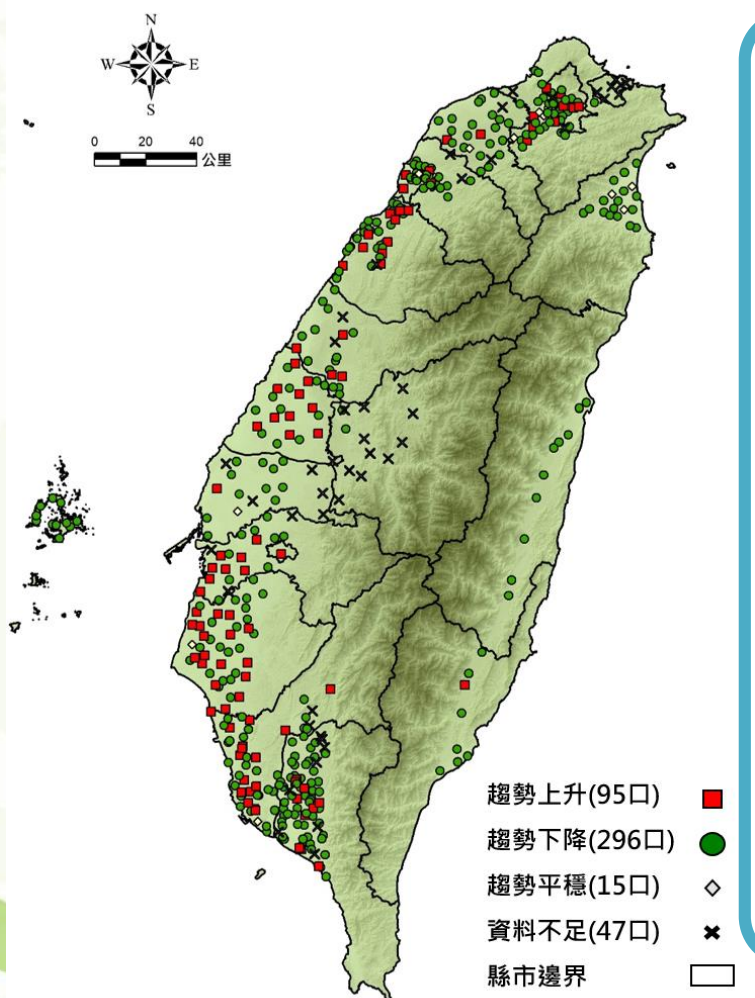 N
W E
S
0 20 40
公里
趨勢上升(95口)
趨勢下降(296口)
趨勢平穩(15口)
資料不足(47口)
縣市邊界